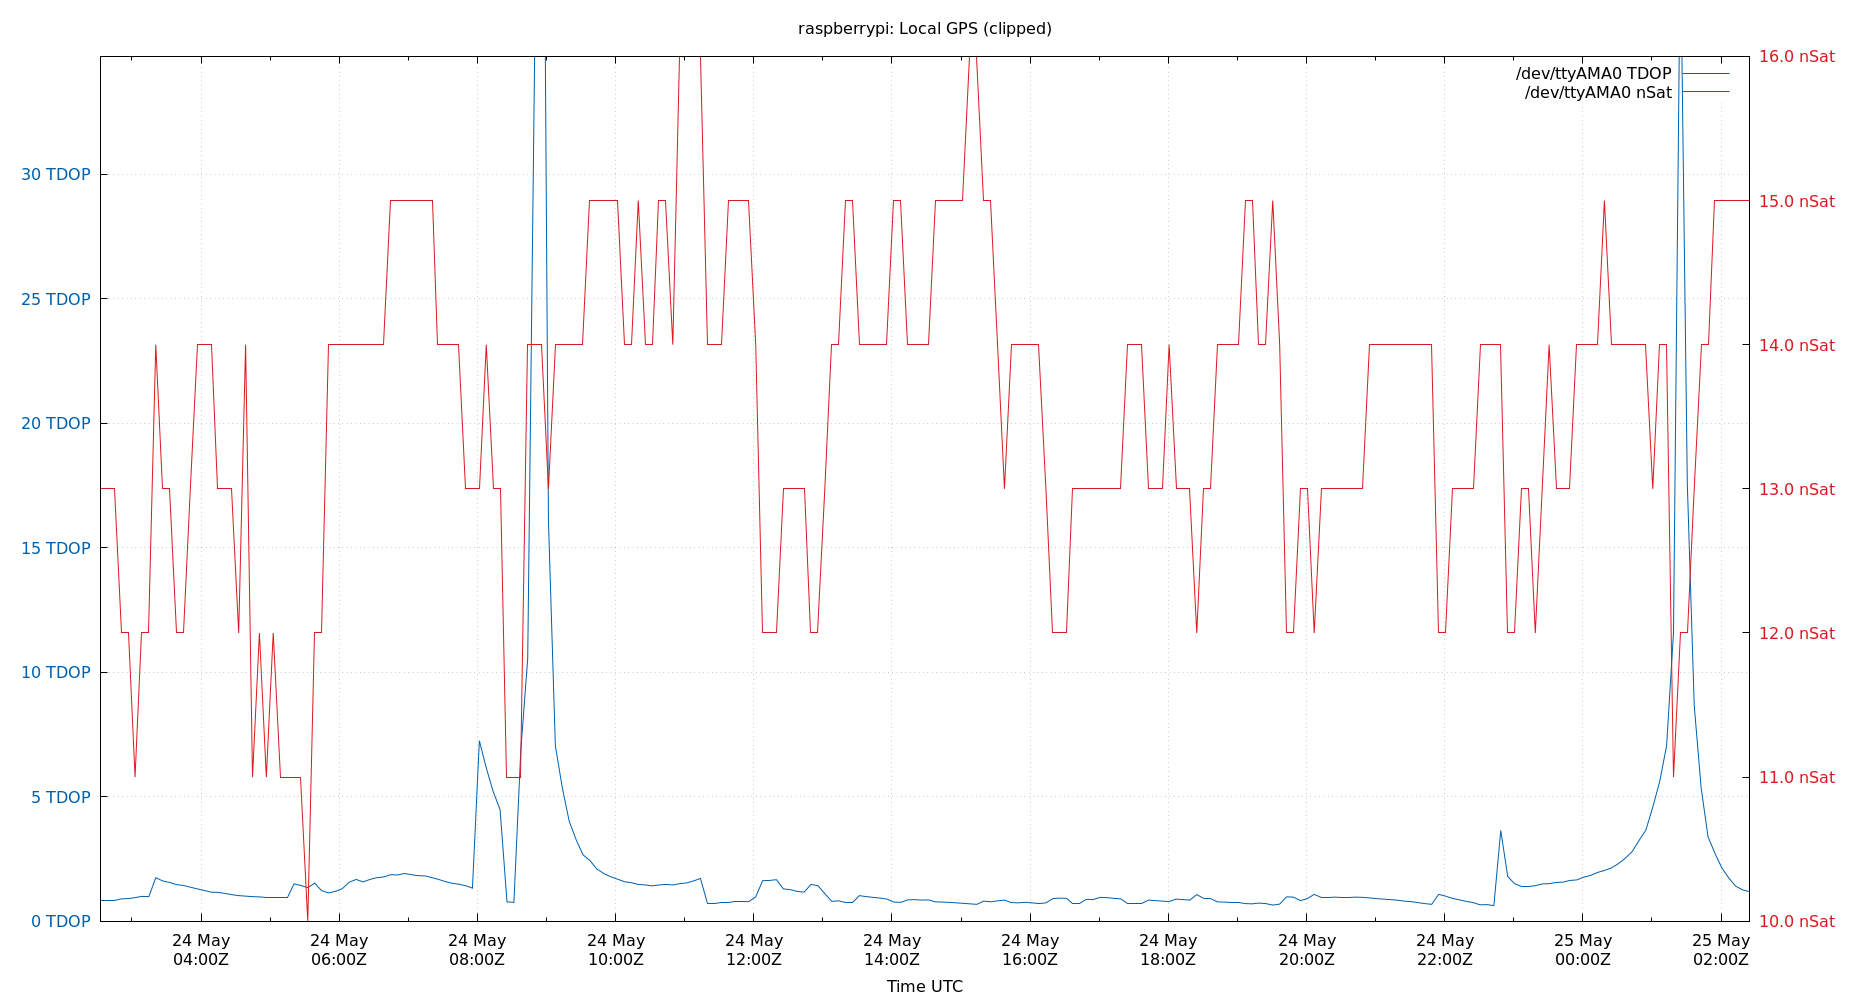 raspberrypi: Local GPS (clipped)
/dev/ttyAMA0 TDOP
/dev/ttyAMA0 nSat
30 TDOP
25 TDOP
20 TDOP
15 TDOP
10 TDOP
5 TDOP
0 TDOP
16.0 nSat
15.0 nSat
14.0 nSat
13.0 nSat
12.0 nSat
11.0 nSat
10.0 nSat
24 May
04:00Z
24 May
06:00Z
24 May
08:00Z
24 May
10:00Z
24 May
12:00Z
24 May
14:00Z
24 May
16:00Z
24 May
18:00Z
24 May
20:00Z
24 May
22:00Z
25 May
00:00Z
25 May
02:00Z
Time UTC